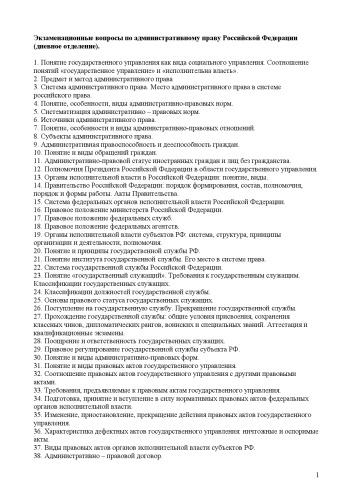 Экзаменационные вопросы по административному праву Российской Федерации
(дневное отделение).
1. Понятие государственного управления как вида социального управления. Соотношение
понятий «государственное управление» и «исполнительна власть».
2. Предмет и метод административного права
3. Система административного права. Место административного права в системе
российского права.
4. Понятие, особенности, виды административно-правовых норм.
5. Систематизация административно – правовых норм.
6. Источники административного права.
7. Понятие, особенности и виды административно-правовых отношений.
8. Субъекты административного права.
9. Административная правоспособность и дееспособность граждан.
10. Понятие и виды обращений граждан.
11. Административно-правовой статус иностранных граждан и лиц без гражданства.
12. Полномочия Президента Российской Федерации в области государственного управления.
13. Органы исполнительной власти в Российской Федерации: понятие, виды.
14. Правительство Российской Федерации: порядок формирования, состав, полномочия,
порядок и формы работы. Акты Правительства.
15. Система федеральных органов исполнительной власти Российской Федерации.
16. Правовое положение министерств Российской Федерации.
17. Правовое положение федеральных служб.
18. Правовое положение федеральных агентств.
19. Органы исполнительной власти субъектов РФ: система, структура, принципы
организации и деятельности, полномочия.
20. Понятие и принципы государственной службы РФ.
21. Понятие института государственной службы. Его место в системе права.
22. Система государственной службы Российской Федерации.
23. Понятие «государственный служащий». Требования к государственным служащим.
Классификации государственных служащих.
24. Классификации должностей государственной службы.
25. Основы правового статуса государственных служащих.
26. Поступление на государственную службу. Прекращение государственной службы.
27. Прохождение государственной службы: общие условия присвоения, сохранения
классных чинов, дипломатических рангов, воинских и специальных званий. Аттестация и
квалификационные экзамены.
28. Поощрение и ответственность государственных служащих.
29. Правовое регулирование государственной службы субъекта РФ.
30. Понятие и виды административно-правовых форм.
31. Понятие и виды правовых актов государственного управления.
32. Соотношение правовых актов государственного управления с другими правовыми
актами.
33. Требования, предъявляемые к правовым актам государственного управления.
34. Подготовка, принятие и вступление в силу нормативных правовых актов федеральных
органов исполнительной власти.
35. Изменение, приостановление, прекращение действия правовых актов государственного
управления.
36. Характеристика дефектных актов государственного управления: ничтожные и оспоримые
акты.
37. Виды правовых актов органов исполнительной власти субъектов РФ.
38. Административно – правовой договор.
1